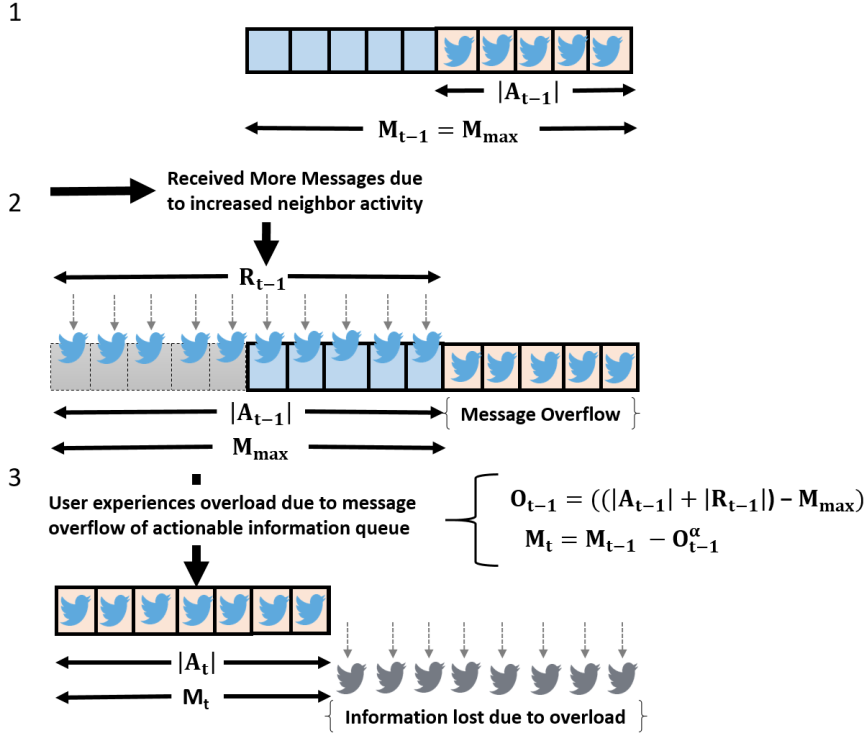 1
|Aₜ₋₁|
Mₜ₋₁ = Mₘₐₓ
Received More Messages due
to increased neighbor activity
2
Rₜ₋₁
|Aₜ₋₁|
Message Overflow
Mₘₐₓ
3
User experiences overload due to message
overflow of actionable information queue
Oₜ₋₁ = ((|Aₜ₋₁| + |Rₜ₋₁|) – Mₘₐₓ)
Mₜ = Mₜ₋₁ − Oₜ₋₁^α
|Aₜ|
Mₜ
Information lost due to overload